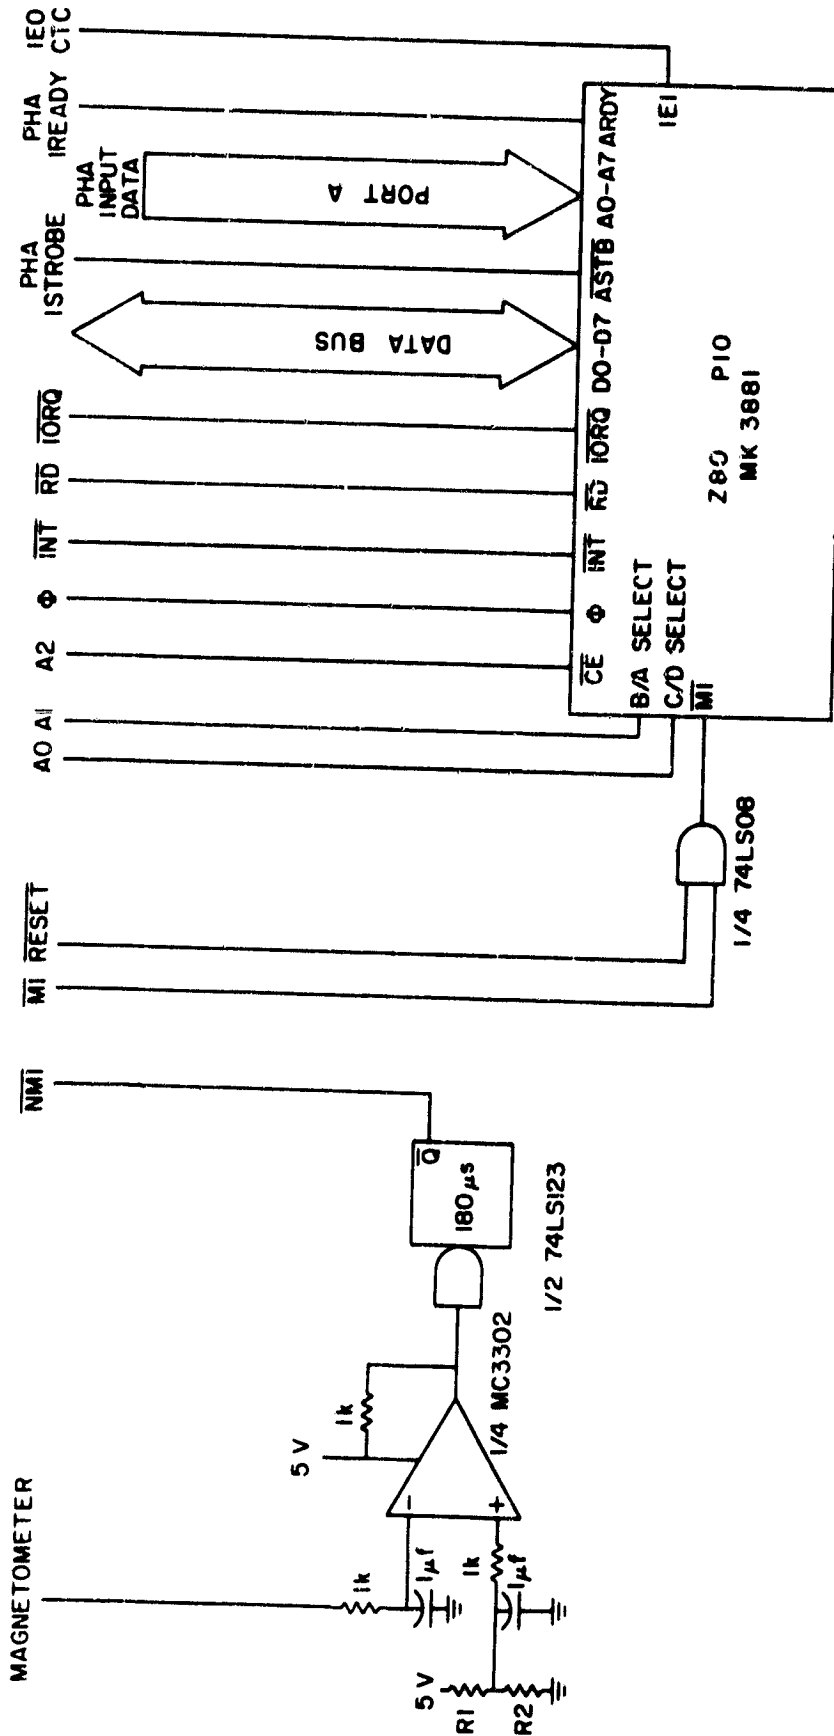 MAGNETOMETER
NMI
MI
RESET
A0
A1
A2
Φ
INT
RD
IORQ
PHA
ISTROBE
PHA
INPUT
DATA
PHA
IREADY
IEO
CTC
DATA BUS
PORT A
5 V
1k
1k
1μf
-
+
1k
1μf
5 V
R1
R2
1/4 MC3302
180μs
Q
1/2 74LS123
1/4 74LS08
CE
Φ
INT
RD
IORQ
D0-D7
ASTB
A0-A7
ARDY
IEI
B/A SELECT
C/D SELECT
MI
Z80 PIO
MK 3881